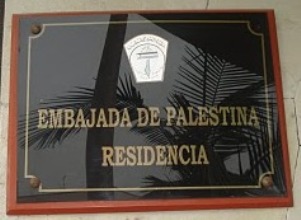 EMBAJADA DE PALESTINA
RESIDENCIA